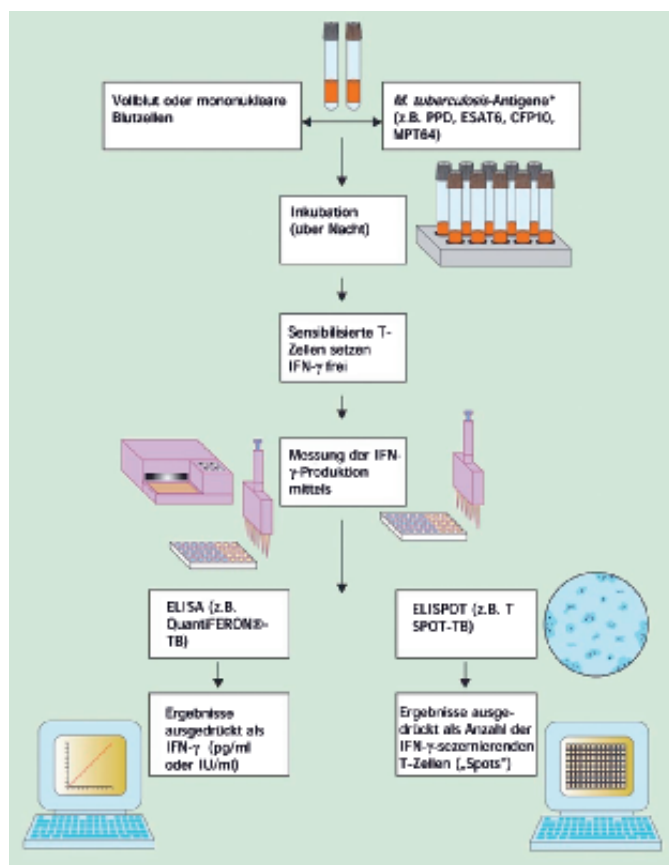 Vollblut oder mononukleare
Blutzellen
M. tuberculosis-Antigene*
(z.B. PPD, ESAT6, CFP10,
MPT64)
Inkubation
(über Nacht)
Sensibilisierte T-
Zellen setzen
IFN-γ frei
Messung der IFN-
γ-Produktion
mittels
ELISA (z.B.
QuantiFERON®-
TB)
ELISPOT (z.B. T
SPOT-TB)
Ergebnisse
ausgedrückt als
IFN-γ (pg/ml
oder IU/ml)
Ergebnisse ausge-
drückt als Anzahl der
IFN-γ-sezernierenden
T-Zellen („Spots”)